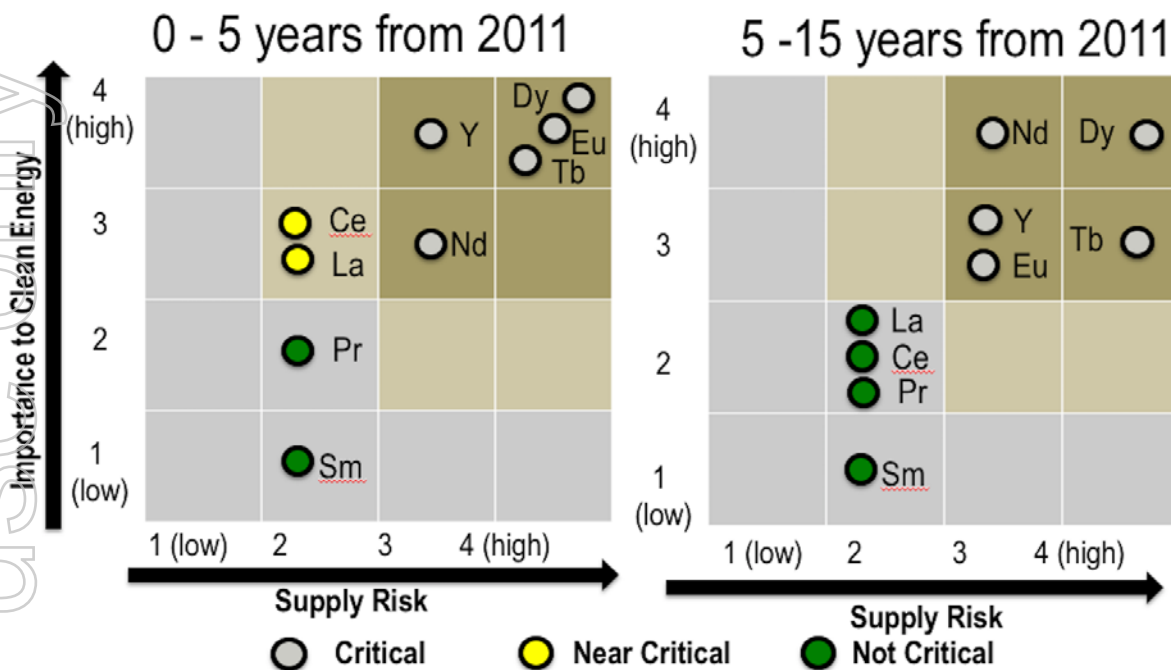 0 - 5 years from 2011
4
(high)
3
2
1
(low)
Importance to Clean Energy
Dy
Y
Eu
Tb
Ce
La
Nd
Pr
Sm
1 (low) 2 3 4 (high)
Supply Risk
5 -15 years from 2011
4
(high)
3
2
1
(low)
Nd Dy
Y
Tb
Eu
La
Ce
Pr
Sm
1 (low) 2 3 4 (high)
Supply Risk
Critical Near Critical Not Critical